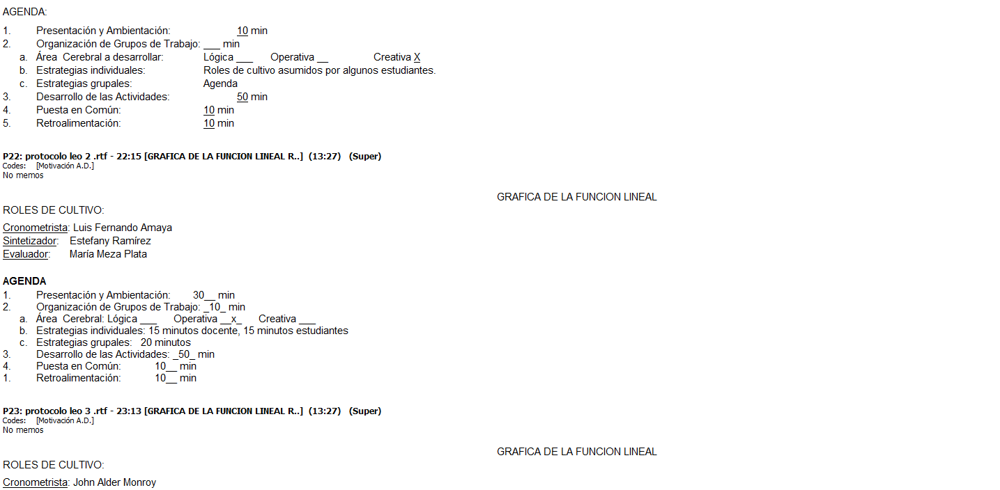 AGENDA:
1. Presentación y Ambientación: 10 min
2. Organización de Grupos de Trabajo: ___ min
a. Área Cerebral a desarrollar: Lógica ___ Operativa __ Creativa X
b. Estrategias individuales: Roles de cultivo asumidos por algunos estudiantes.
c. Estrategias grupales: Agenda
3. Desarrollo de las Actividades: 50 min
4. Puesta en Común: 10 min
5. Retroalimentación: 10 min
P22: protocolo leo 2 .rtf - 22:15 [GRAFICA DE LA FUNCION LINEAL R..] (13:27) (Super)
Codes: [Motivación A.D.]
No memos
GRAFICA DE LA FUNCION LINEAL
ROLES DE CULTIVO:
Cronometrista: Luis Fernando Amaya
Sintetizador: Estefany Ramírez
Evaluador: María Meza Plata
AGENDA
1. Presentación y Ambientación: 30__ min
2. Organización de Grupos de Trabajo: _10_ min
a. Área Cerebral: Lógica ___ Operativa __x_ Creativa ___
b. Estrategias individuales: 15 minutos docente, 15 minutos estudiantes
c. Estrategias grupales: 20 minutos
3. Desarrollo de las Actividades: _50_ min
4. Puesta en Común: 10__ min
1. Retroalimentación: 10__ min
P23: protocolo leo 3 .rtf - 23:13 [GRAFICA DE LA FUNCION LINEAL R..] (13:27) (Super)
Codes: [Motivación A.D.]
No memos
GRAFICA DE LA FUNCION LINEAL
ROLES DE CULTIVO:
Cronometrista: John Alder Monroy